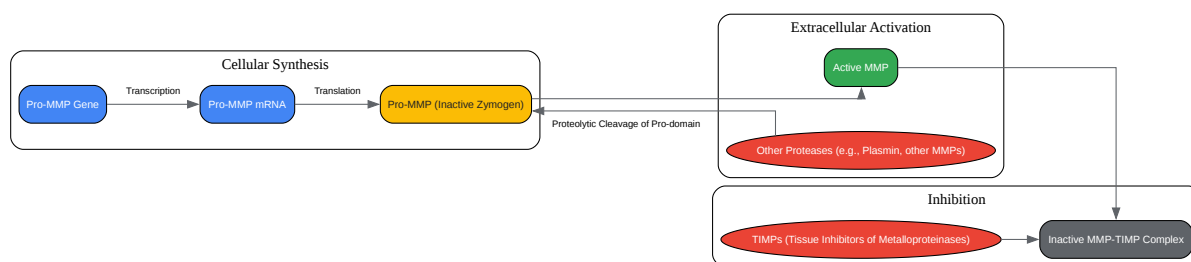 Extracellular Activation
Cellular Synthesis
Active MMP
Pro-MMP Gene
Transcription
Pro-MMP mRNA
Translation
Pro-MMP (Inactive Zymogen)
Proteolytic Cleavage of Pro-domain
Other Proteases (e.g., Plasmin, other MMPs)
Inhibition
TIMPs (Tissue Inhibitors of Metalloproteinases)
Inactive MMP-TIMP Complex